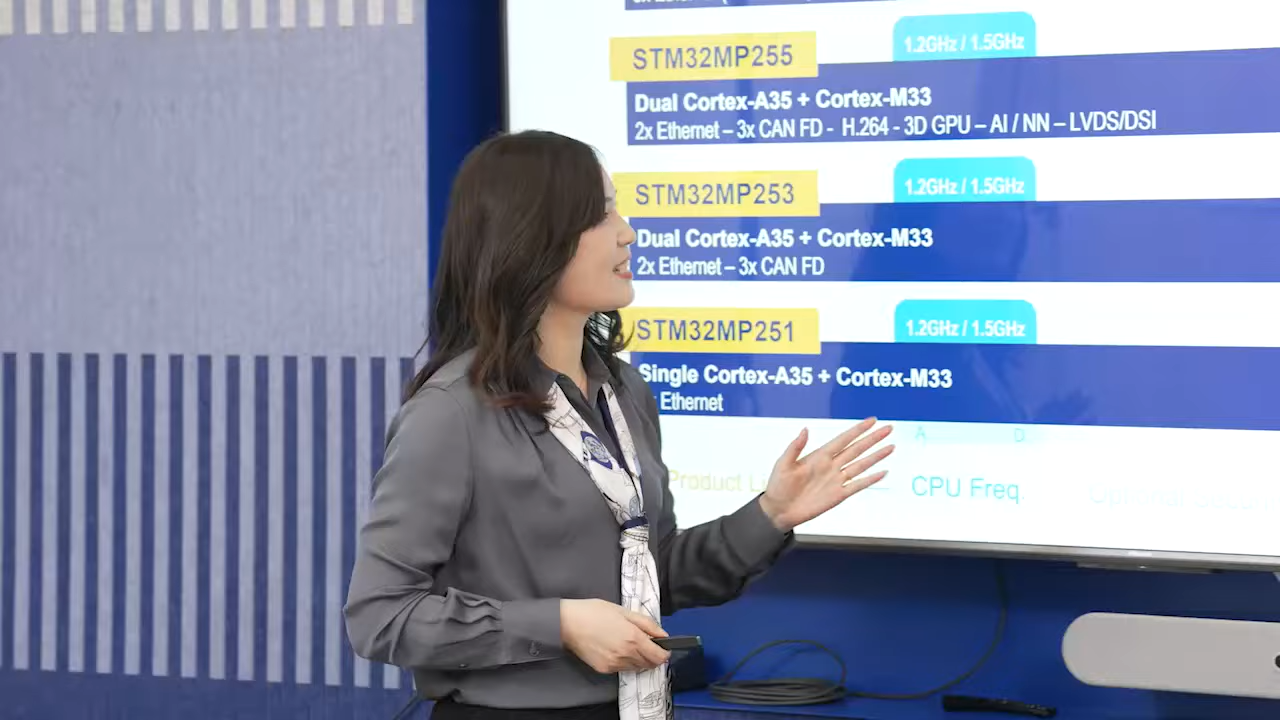 1.2GHz / 1.5GHz
STM32MP255
Dual Cortex-A35 + Cortex-M33
2x Ethernet – 3x CAN FD - H.264 - 3D GPU – AI / NN – LVDS/DSI
1.2GHz / 1.5GHz
STM32MP253
Dual Cortex-A35 + Cortex-M33
2x Ethernet – 3x CAN FD
1.2GHz / 1.5GHz
STM32MP251
Single Cortex-A35 + Cortex-M33
Ethernet
A D
Product CPU Freq. Optional